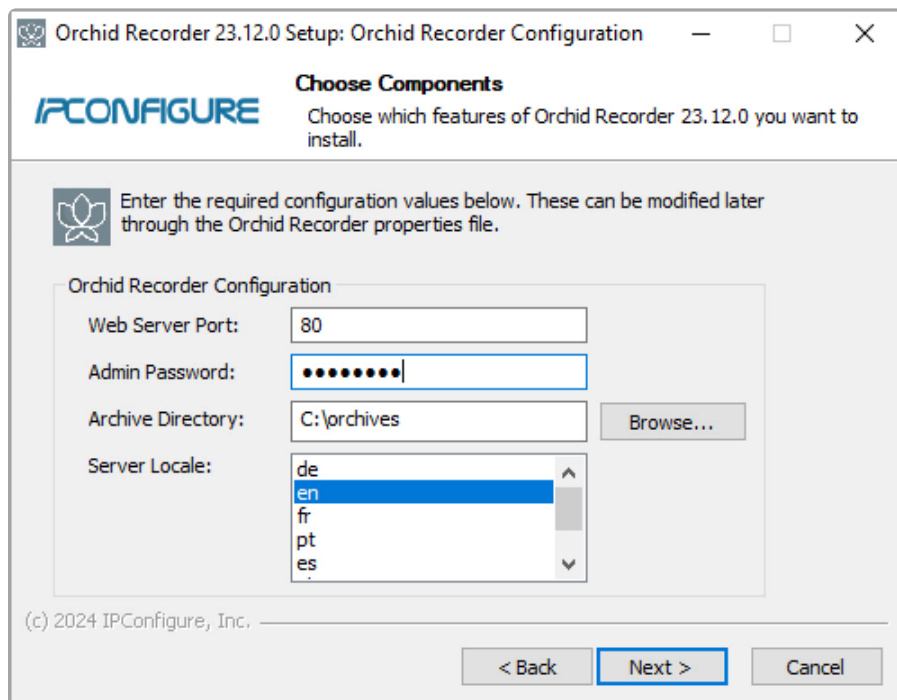 Orchid Recorder 23.12.0 Setup: Orchid Recorder Configuration
IPCONFIGURE
Choose Components
Choose which features of Orchid Recorder 23.12.0 you want to
install.
Enter the required configuration values below. These can be modified later
through the Orchid Recorder properties file.
Orchid Recorder Configuration
Web Server Port: 80
Admin Password: ●●●●●●●●
Archive Directory: C:\orchives Browse...
Server Locale: de
en
fr
pt
es
(c) 2024 IPConfigure, Inc.
< Back Next > Cancel